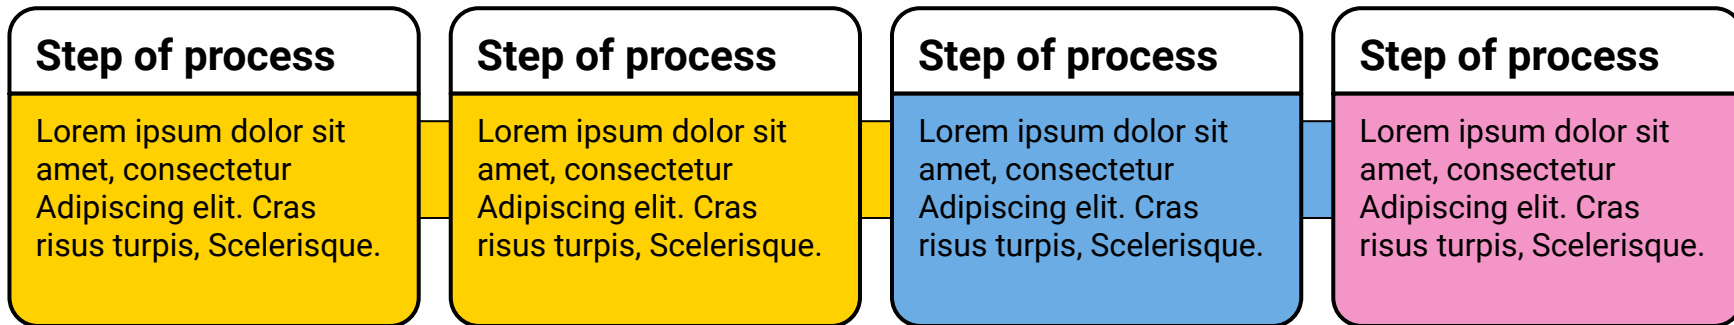 Step of process
Lorem ipsum dolor sit
amet, consectetur
Adipiscing elit. Cras
risus turpis, Scelerisque.
Step of process
Lorem ipsum dolor sit
amet, consectetur
Adipiscing elit. Cras
risus turpis, Scelerisque.
Step of process
Lorem ipsum dolor sit
amet, consectetur
Adipiscing elit. Cras
risus turpis, Scelerisque.
Step of process
Lorem ipsum dolor sit
amet, consectetur
Adipiscing elit. Cras
risus turpis, Scelerisque.